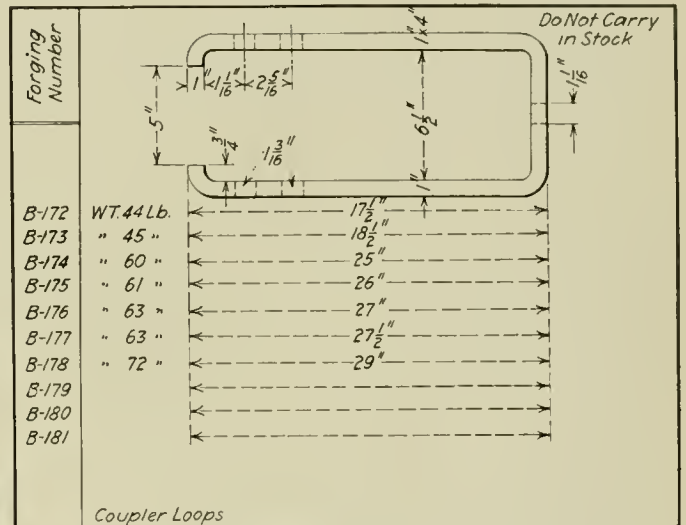 Forging Number
Do Not Carry in Stock
1"×4"
1" 1 1/16" 2 5/16"
1 1/16"
5"
6 1/2"
3/4"
1 3/16"
1"
B-172 WT. 44 Lb. 17 1/2"
B-173 " 45 " 18 1/2"
B-174 " 60 " 25"
B-175 " 61 " 26"
B-176 " 63 " 27"
B-177 " 63 " 27 1/2"
B-178 " 72 " 29"
B-179
B-180
B-181
Coupler Loops